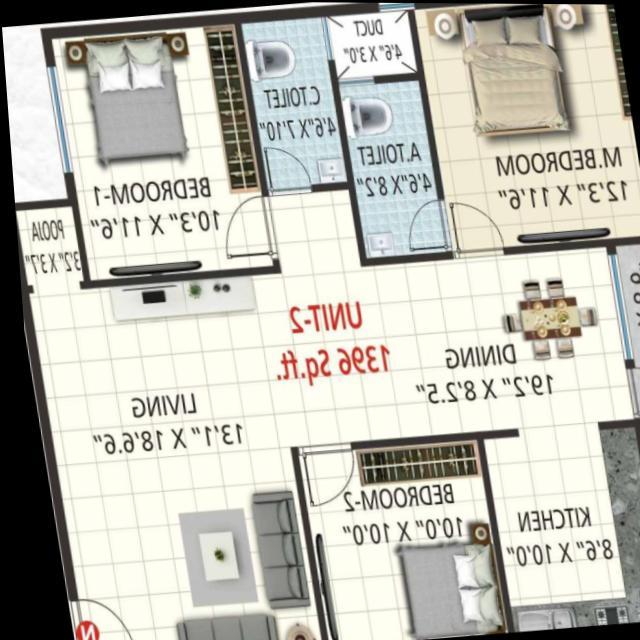 DUCT
4'6" X 3'0"
C.TOILET
4'6" X 7'10"
A.TOILET
4'6" X 8'2"
M.BEDROOM
12'3" X 11'6"
BEDROOM-1
10'3" X 11'6"
POOJA
3'2" X 3'7"
UNIT-2
1396 Sq.ft.
DINING
19'2" X 8'2.5"
LIVING
13'1" X 18'6.6"
BEDROOM-2
10'0" X 10'0"
KITCHEN
8'6" X 10'0"
N